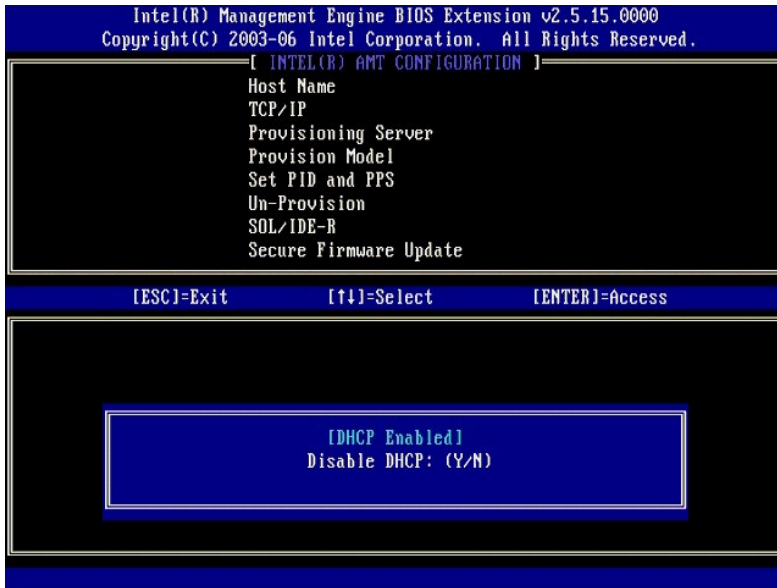 Intel(R) Management Engine BIOS Extension v2.5.15.0000
Copyright(C) 2003-06 Intel Corporation. All Rights Reserved.
[ INTEL(R) AMT CONFIGURATION ]
Host Name
TCP/IP
Provisioning Server
Provision Model
Set PID and PPS
Un-Provision
SOL/IDE-R
Secure Firmware Update
[ESC]=Exit [↑↓]=Select [ENTER]=Access
[DHCP Enabled]
Disable DHCP: (Y/N)